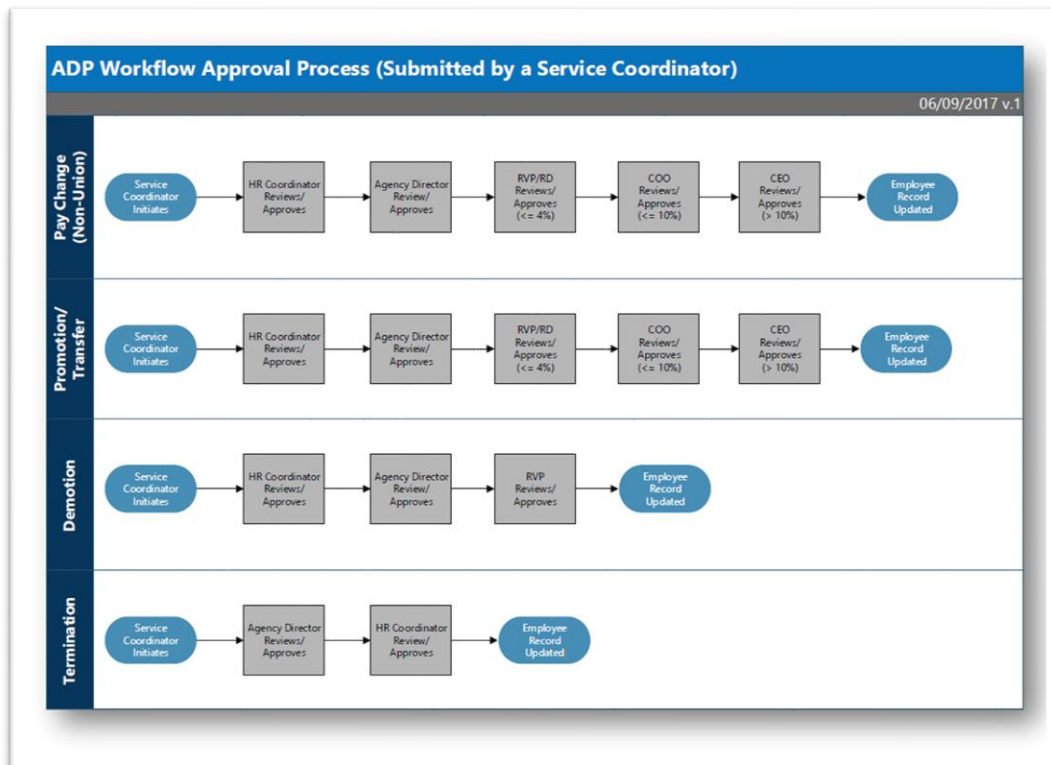 ADP Workflow Approval Process (Submitted by a Service Coordinator)
06/09/2017 v.1
Pay Change
(Non-Union)
Service
Coordinator
Initiates
HR Coordinator
Reviews/
Approves
Agency Director
Review/
Approves
RVP/RD
Reviews/
Approves
(<= 4%)
COO
Reviews/
Approves
(<= 10%)
CEO
Reviews/
Approves
(> 10%)
Employee
Record
Updated
Promotion/
Transfer
Service
Coordinator
Initiates
HR Coordinator
Reviews/
Approves
Agency Director
Review/
Approves
RVP/RD
Reviews/
Approves
(<= 4%)
COO
Reviews/
Approves
(<= 10%)
CEO
Reviews/
Approves
(> 10%)
Employee
Record
Updated
Demotion
Service
Coordinator
Initiates
HR Coordinator
Reviews/
Approves
Agency Director
Review/
Approves
RVP
Reviews/
Approves
Employee
Record
Updated
Termination
Service
Coordinator
Initiates
Agency Director
Reviews/
Approves
HR Coordinator
Review/
Approves
Employee
Record
Updated